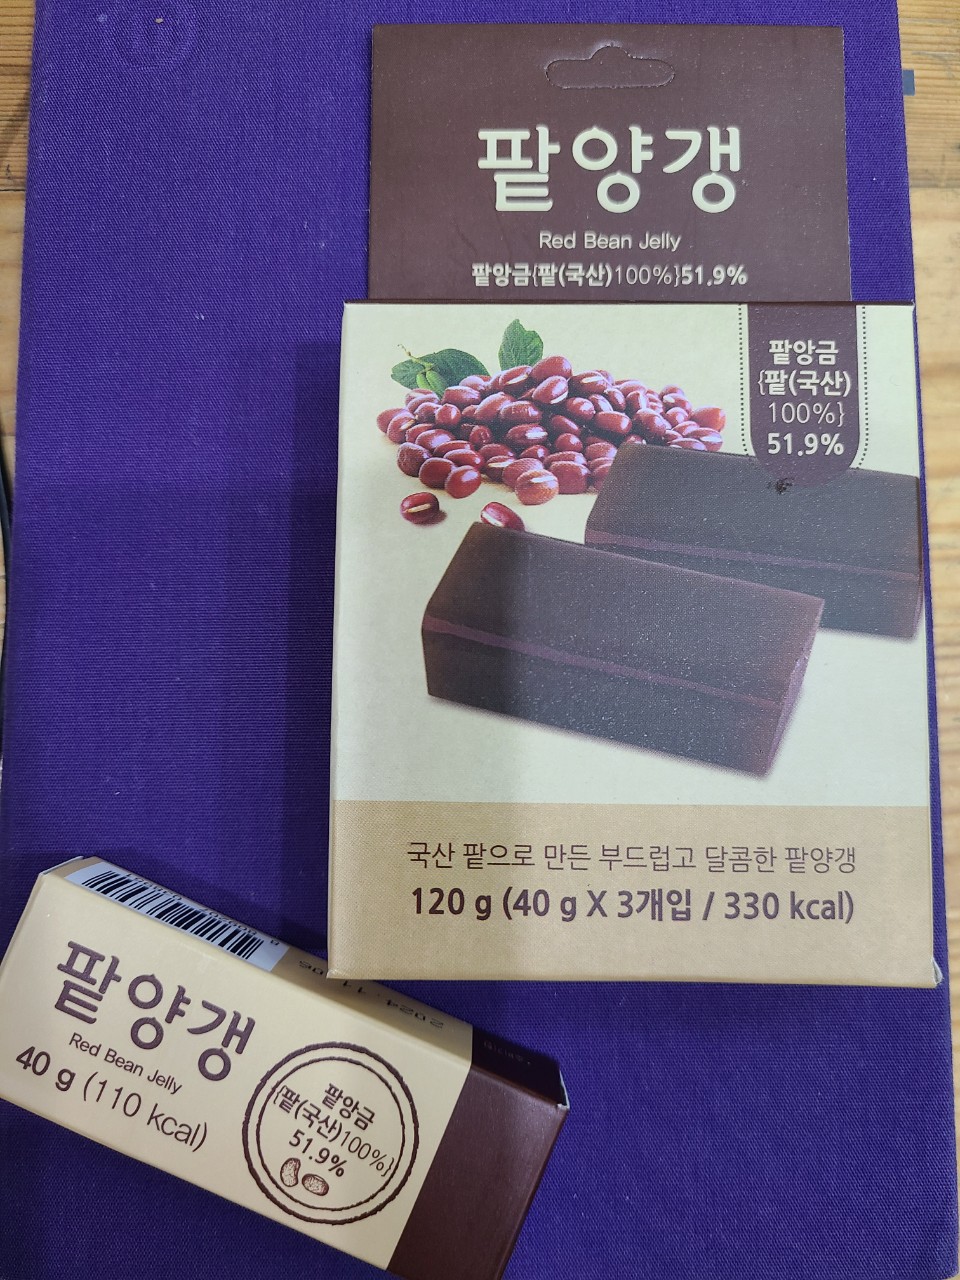 팥양갱
Red Bean Jelly
팥앙금{팥(국산)100%}51.9%
팥앙금
{팥(국산)
100%}
51.9%
국산 팥으로 만든 부드럽고 달콤한 팥양갱
120 g (40 g X 3개입 / 330 kcal)
2024.11.06
팥양갱
Red Bean Jelly
40 g (110 kcal)
팥앙금
{팥(국산)100%}
51.9%